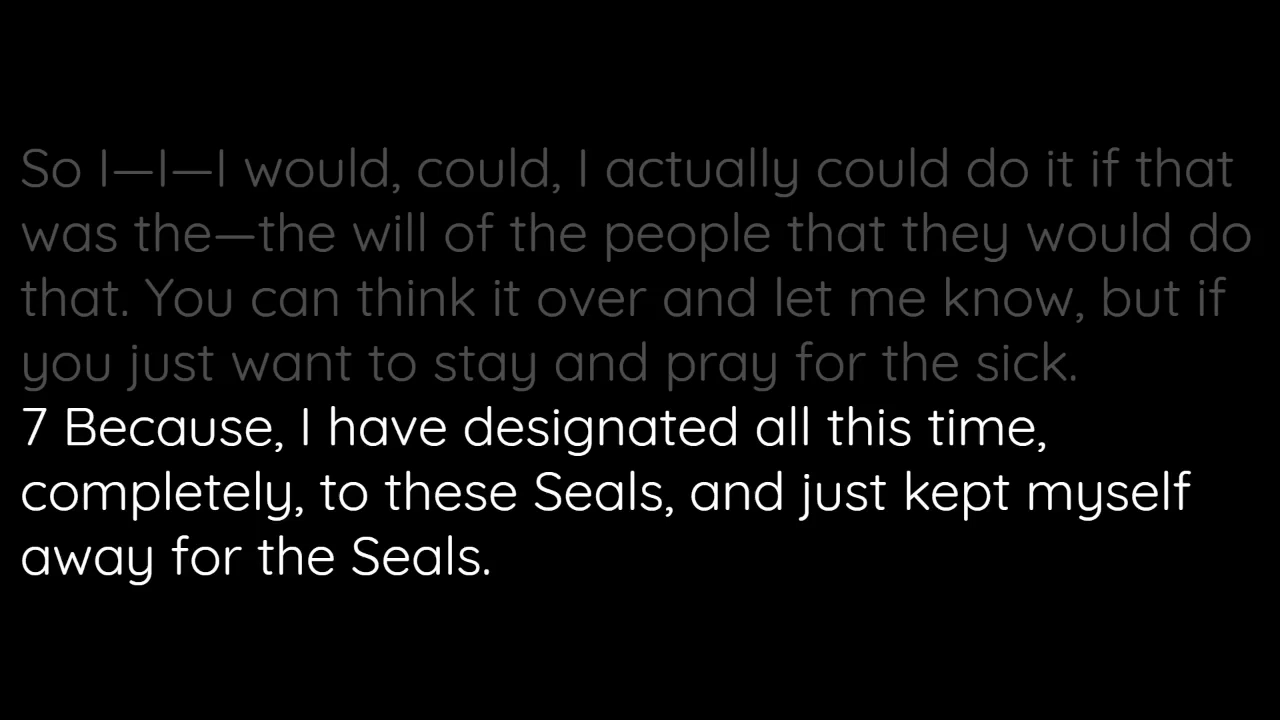 So I—I—I would, could, I actually could do it if that
was the—the will of the people that they would do
that. You can think it over and let me know, but if
you just want to stay and pray for the sick.
7 Because, I have designated all this time,
completely, to these Seals, and just kept myself
away for the Seals.